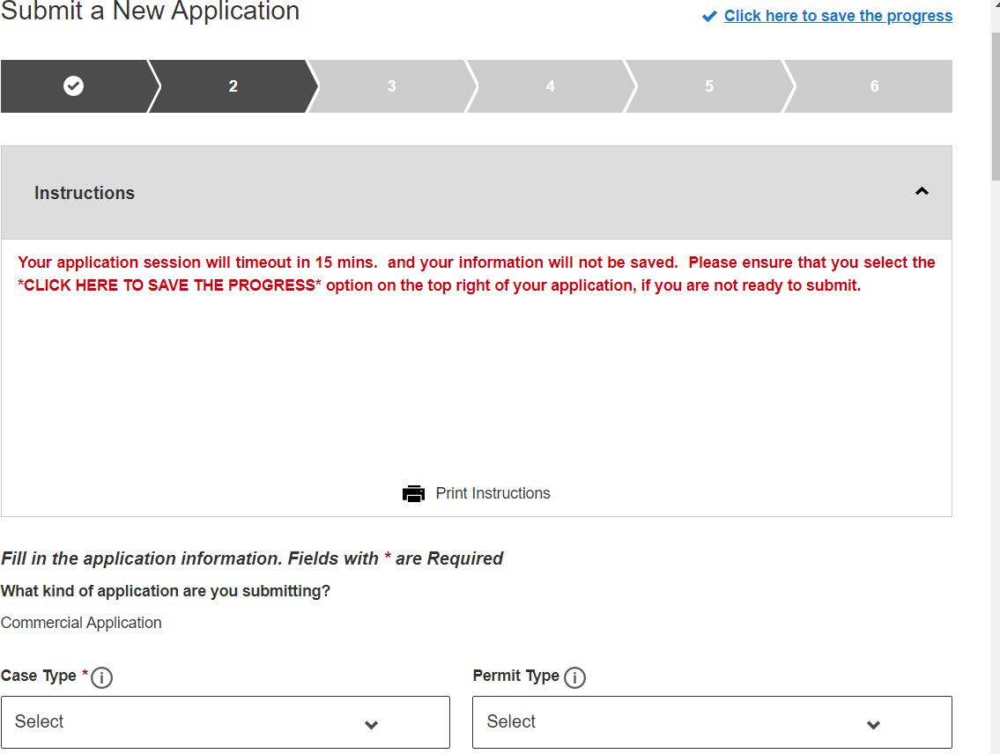 Submit a New Application
Click here to save the progress
2
3
4
5
6
Instructions
Your application session will timeout in 15 mins.  and your information will not be saved.  Please ensure that you select the
*CLICK HERE TO SAVE THE PROGRESS* option on the top right of your application, if you are not ready to submit.
Print Instructions
Fill in the application information. Fields with * are Required
What kind of application are you submitting?
Commercial Application
Case Type *
Permit Type
Select
Select